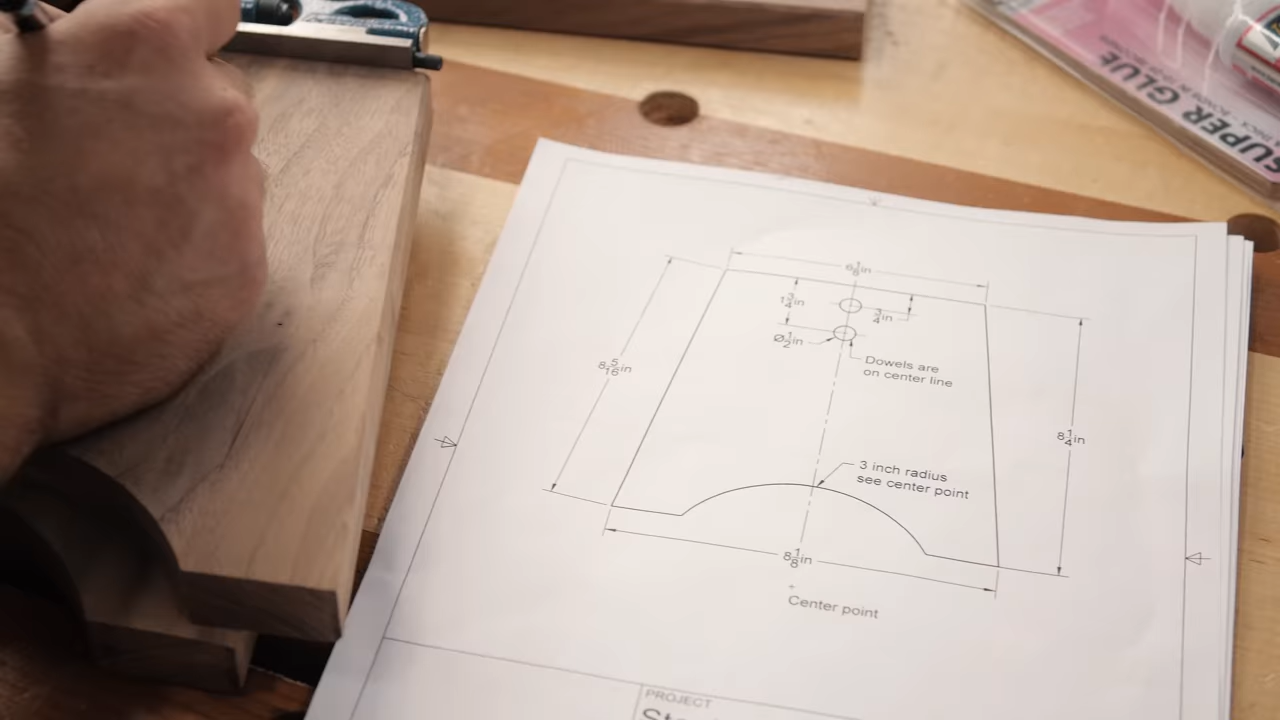 SUPER GLUE
6 1/8 in
1 3/4 in
3/4 in
Ø 1/2 in
Dowels are
on center line
8 5/16 in
8 1/4 in
3 inch radius
see center point
8 1/8 in
Center point
PROJECT